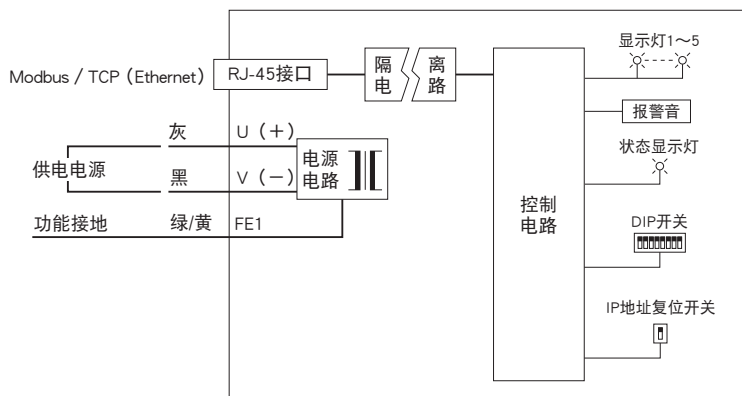 显示灯1～5
Modbus / TCP (Ethernet)
RJ-45接口
隔
电
离
路
报警音
灰
U（＋）
状态显示灯
供电电源
电源
电路
黑
V（－）
控制
电路
功能接地
绿/黄
FE1
DIP开关
IP地址复位开关